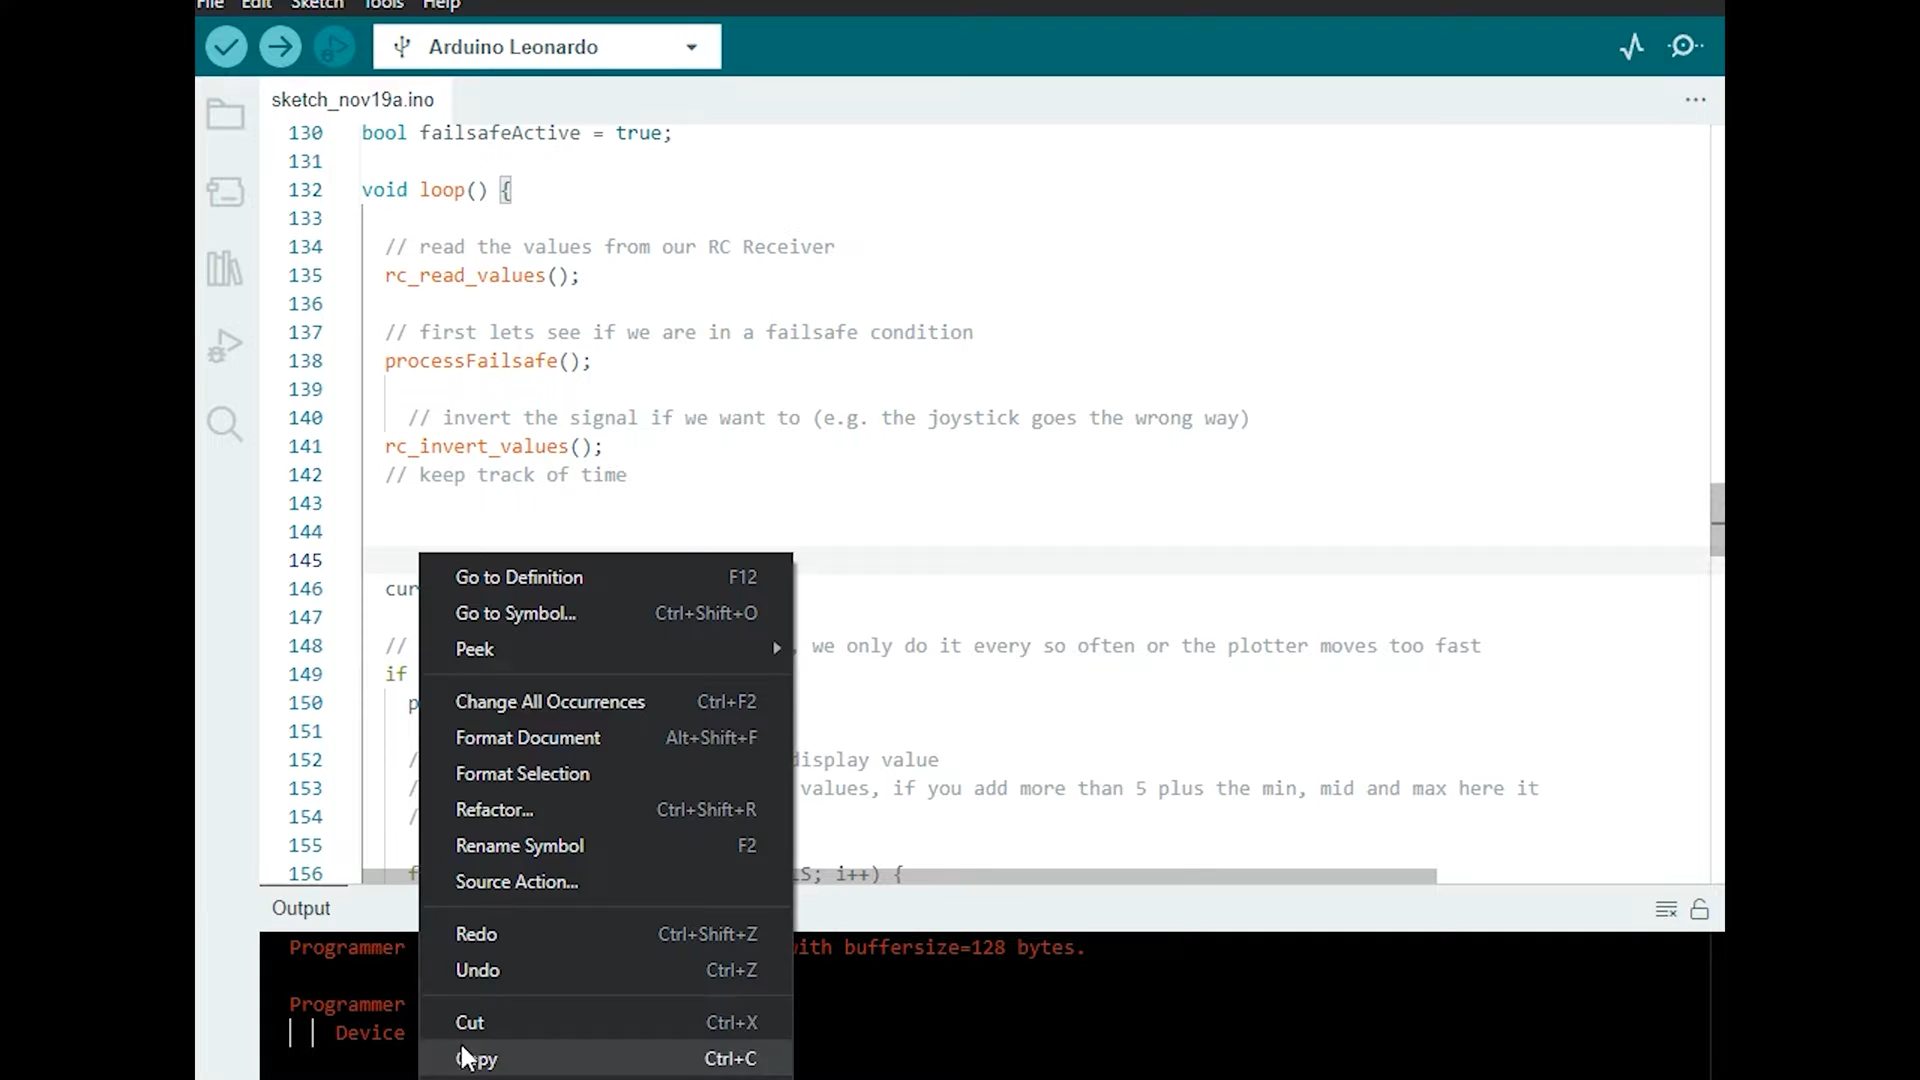 File Edit Sketch Tools Help
Arduino Leonardo
sketch_nov19a.ino
130 bool failsafeActive = true;
131
132 void loop() {
133
134 // read the values from our RC Receiver
135 rc_read_values();
136
137 // first lets see if we are in a failsafe condition
138 processFailsafe();
139
140 // invert the signal if we want to (e.g. the joystick goes the wrong way)
141 rc_invert_values();
142 // keep track of time
143
144
145
146 cur
147
148 // , we only do it every so often or the plotter moves too fast
149 if
150 p
151
152 / display value
153 / values, if you add more than 5 plus the min, mid and max here it
154 /
155
156 f S; i++) {
Go to Definition F12
Go to Symbol... Ctrl+Shift+O
Peek
Change All Occurrences Ctrl+F2
Format Document Alt+Shift+F
Format Selection
Refactor... Ctrl+Shift+R
Rename Symbol F2
Source Action...
Redo Ctrl+Shift+Z
Undo Ctrl+Z
Cut Ctrl+X
Copy Ctrl+C
Output
Programmer with buffersize=128 bytes.
Programmer
Device